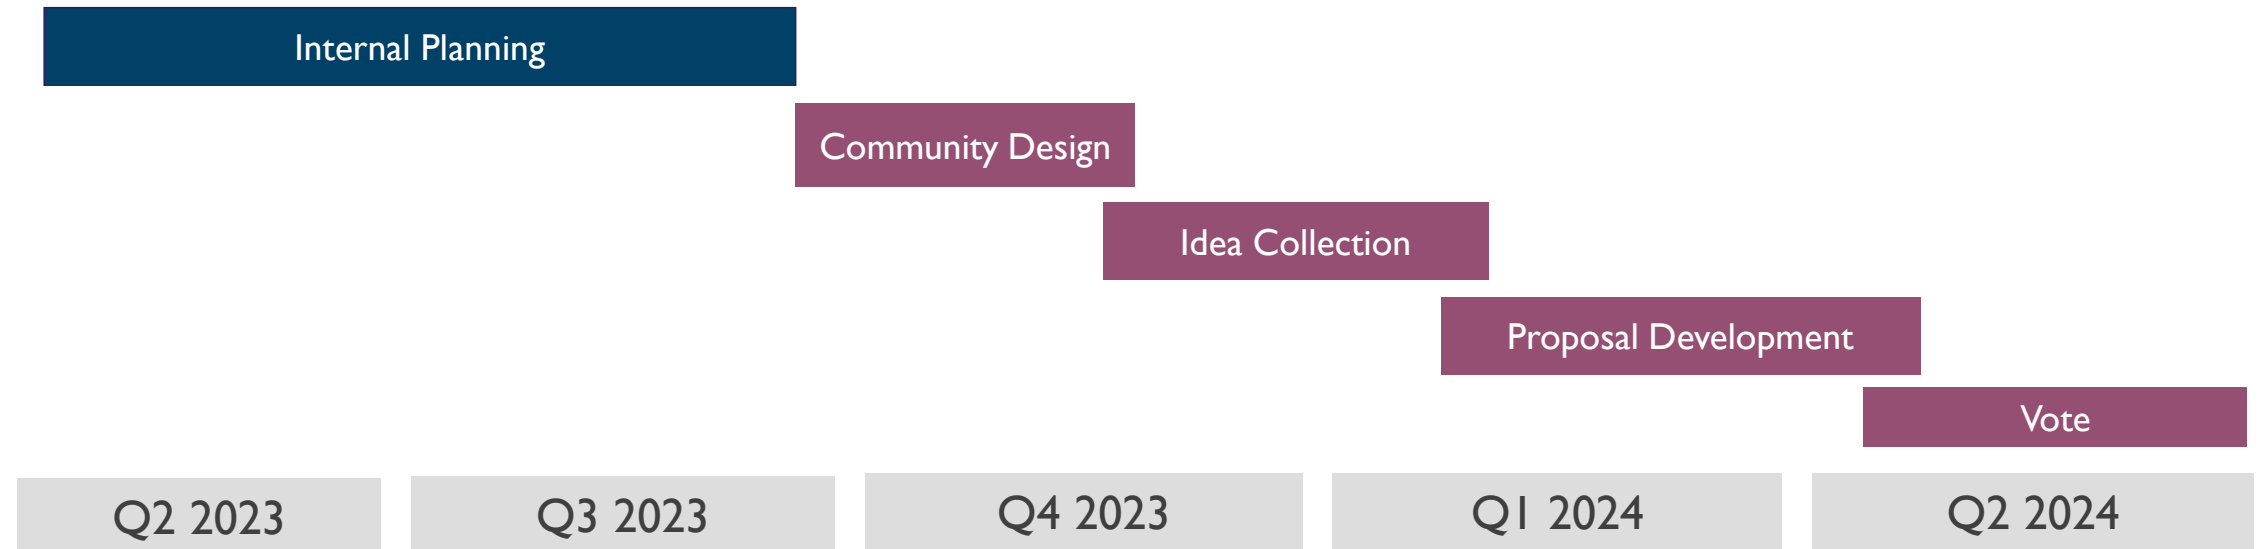 Internal Planning
Community Design
Idea Collection
Proposal Development
Vote
Q2 2023
Q3 2023
Q4 2023
Q1 2024
Q2 2024